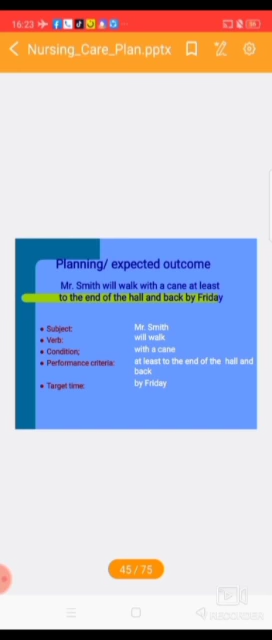 16:23
Nursing_Care_Plan.pptx
Planning/ expected outcome
Mr. Smith will walk with a cane at least
to the end of the hall and back by Friday
• Subject: Mr. Smith
• Verb: will walk
• Condition; with a cane
• Performance criteria: at least to the end of the hall and
back
• Target time: by Friday
45 / 75
RECORDER